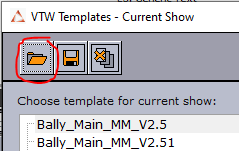 VTW Templates - Current Show
Choose template for current show:
Bally_Main_MM_V2.5
Bally_Main_MM_V2.51